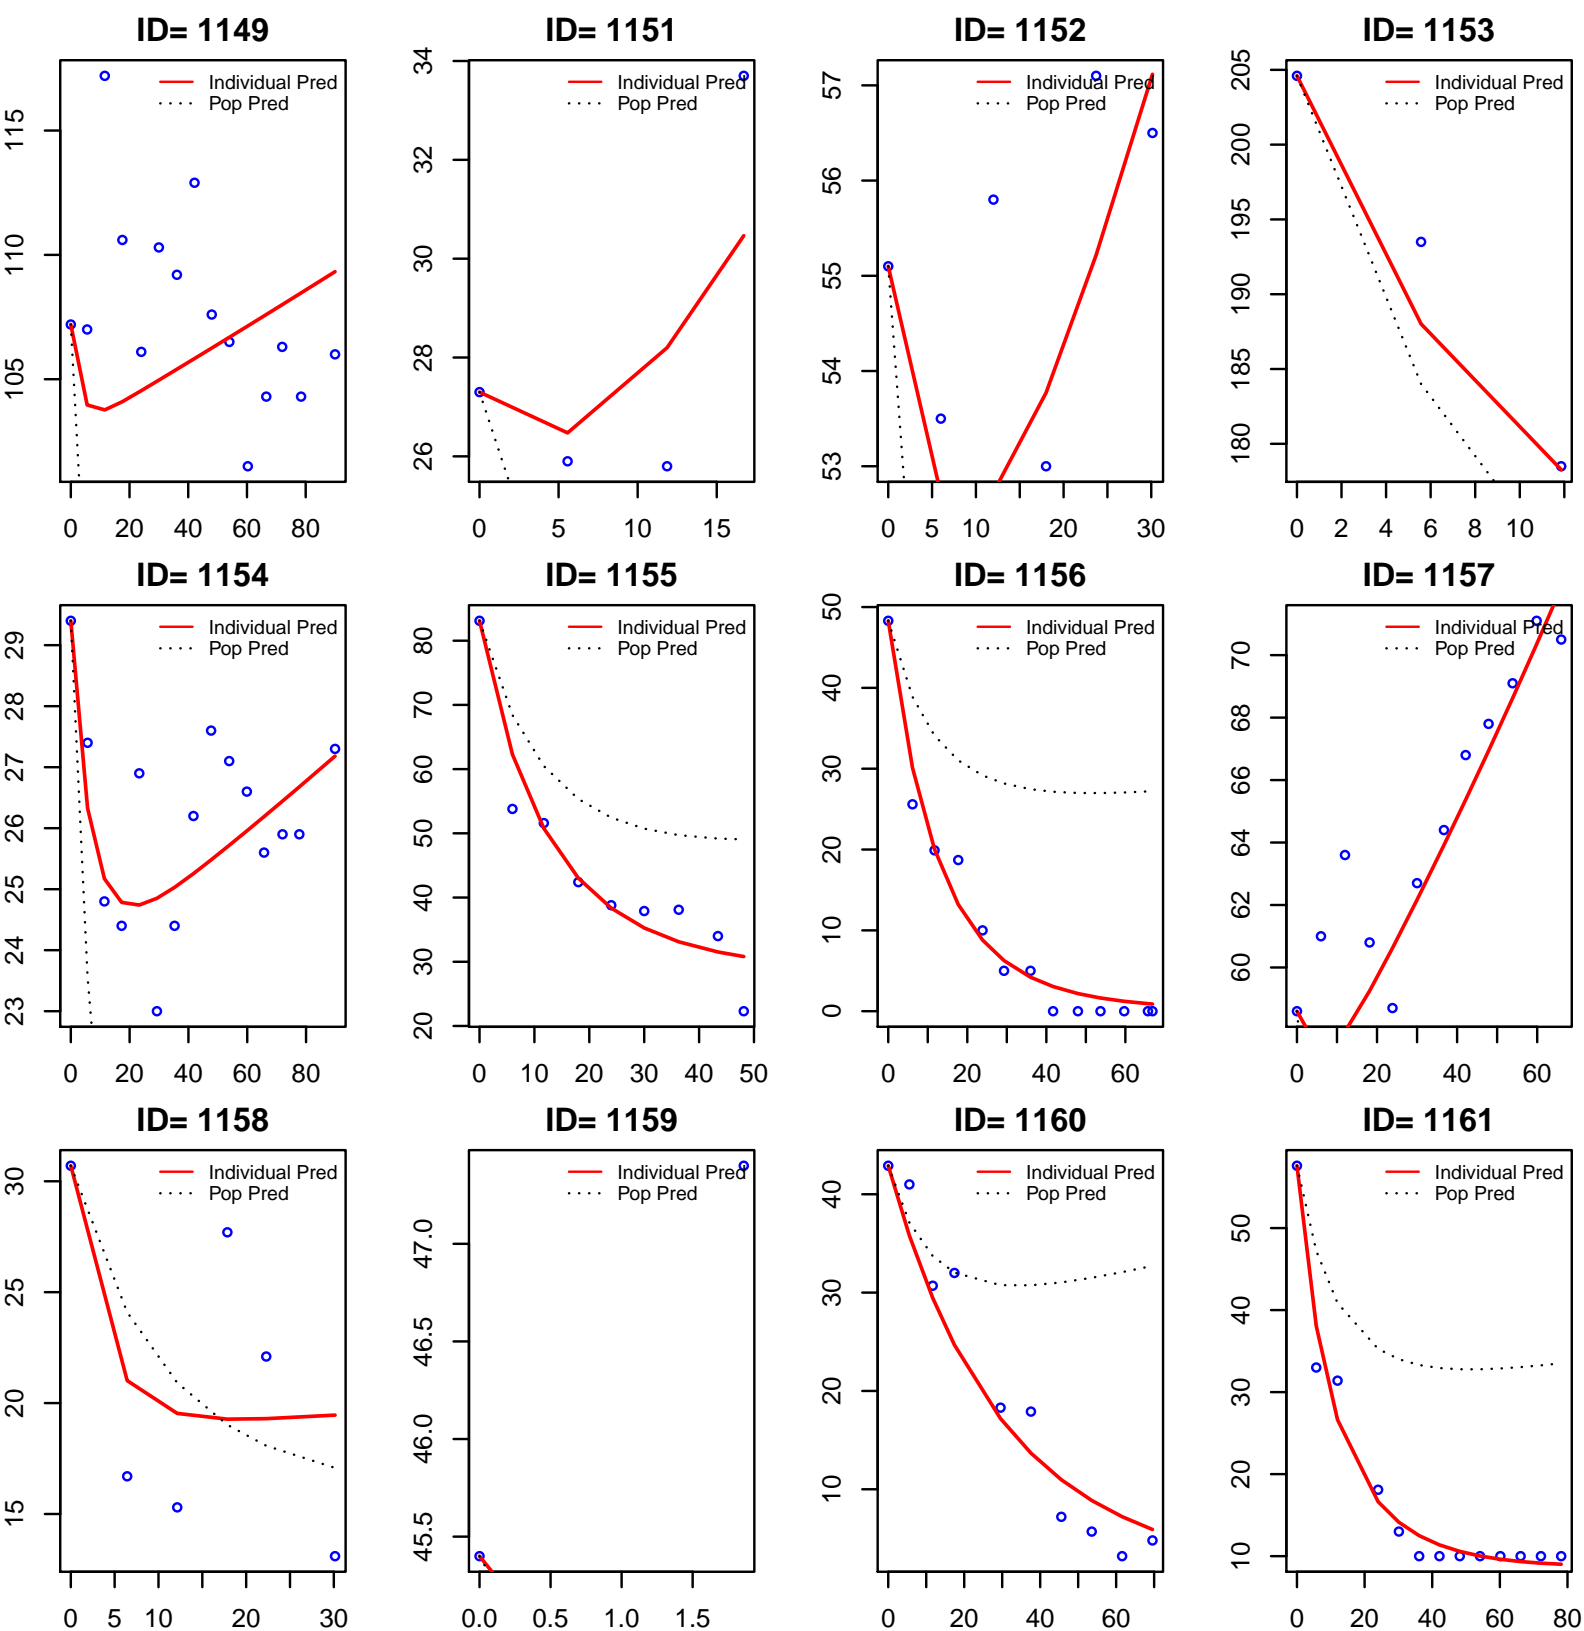 ID= 1149
Individual Pred
Pop Pred
105 110 115
0 20 40 60 80
ID= 1151
Individual Pred
Pop Pred
26 28 30 32 34
0 5 10 15
ID= 1152
Individual Pred
Pop Pred
53 54 55 56 57
0 5 10 20 30
ID= 1153
Individual Pred
Pop Pred
180 185 190 195 200 205
0 2 4 6 8 10
ID= 1154
Individual Pred
Pop Pred
23 24 25 26 27 28 29
0 20 40 60 80
ID= 1155
Individual Pred
Pop Pred
20 30 40 50 60 70 80
0 10 20 30 40 50
ID= 1156
Individual Pred
Pop Pred
0 10 20 30 40 50
0 20 40 60
ID= 1157
Individual Pred
Pop Pred
60 62 64 66 68 70
0 20 40 60
ID= 1158
Individual Pred
Pop Pred
15 20 25 30
0 5 10 20 30
ID= 1159
Individual Pred
Pop Pred
45.5 46.0 46.5 47.0
0.0 0.5 1.0 1.5
ID= 1160
Individual Pred
Pop Pred
10 20 30 40
0 20 40 60
ID= 1161
Individual Pred
Pop Pred
10 20 30 40 50
0 20 40 60 80